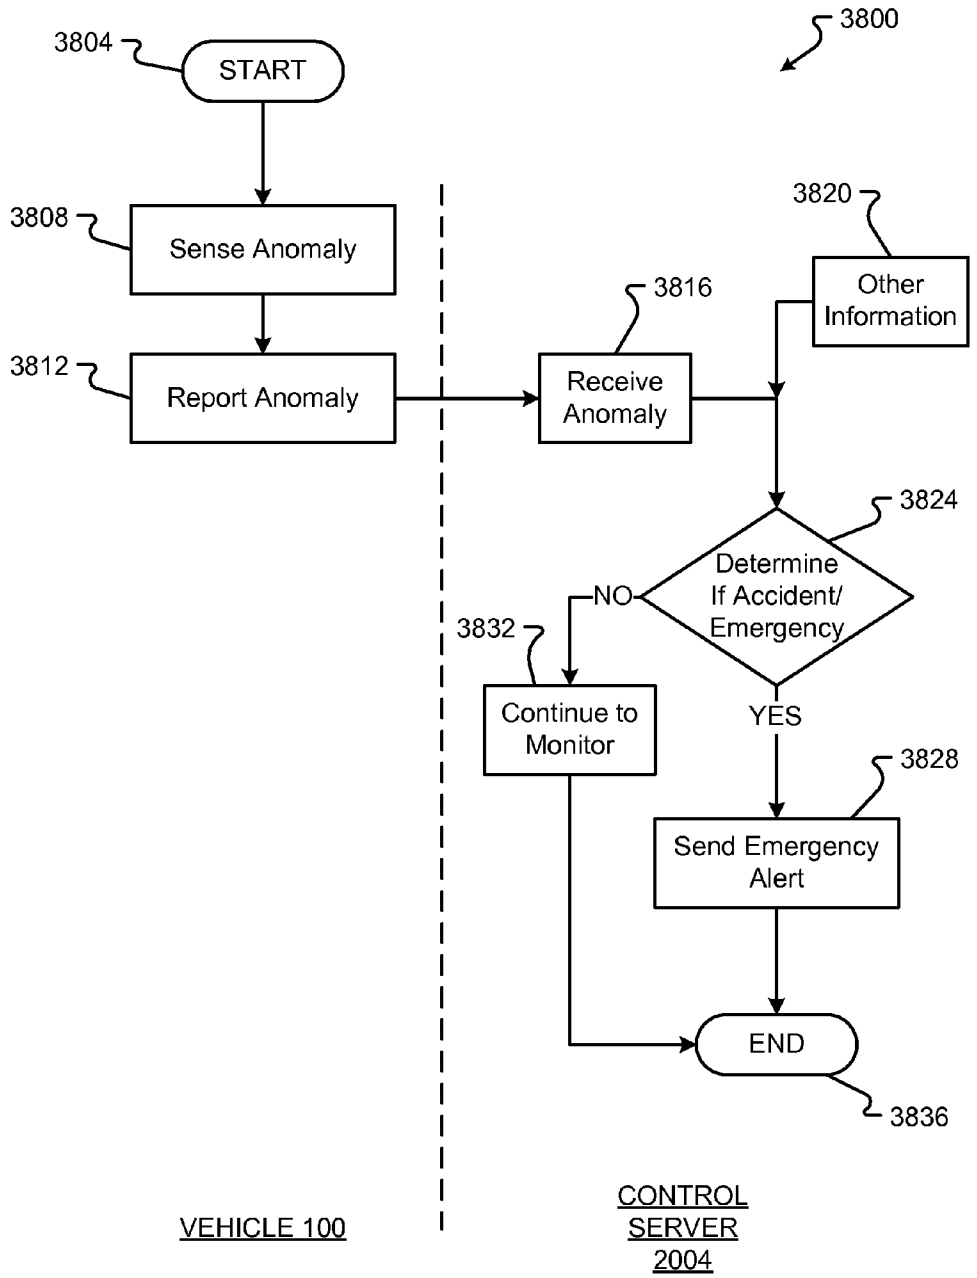 3800
3804
START
3808
Sense Anomaly
3812
Report Anomaly
3816
Receive
Anomaly
3820
Other
Information
3824
Determine
If Accident/
Emergency
NO
YES
3832
Continue to
Monitor
3828
Send Emergency
Alert
END
3836
VEHICLE 100
CONTROL
SERVER
2004